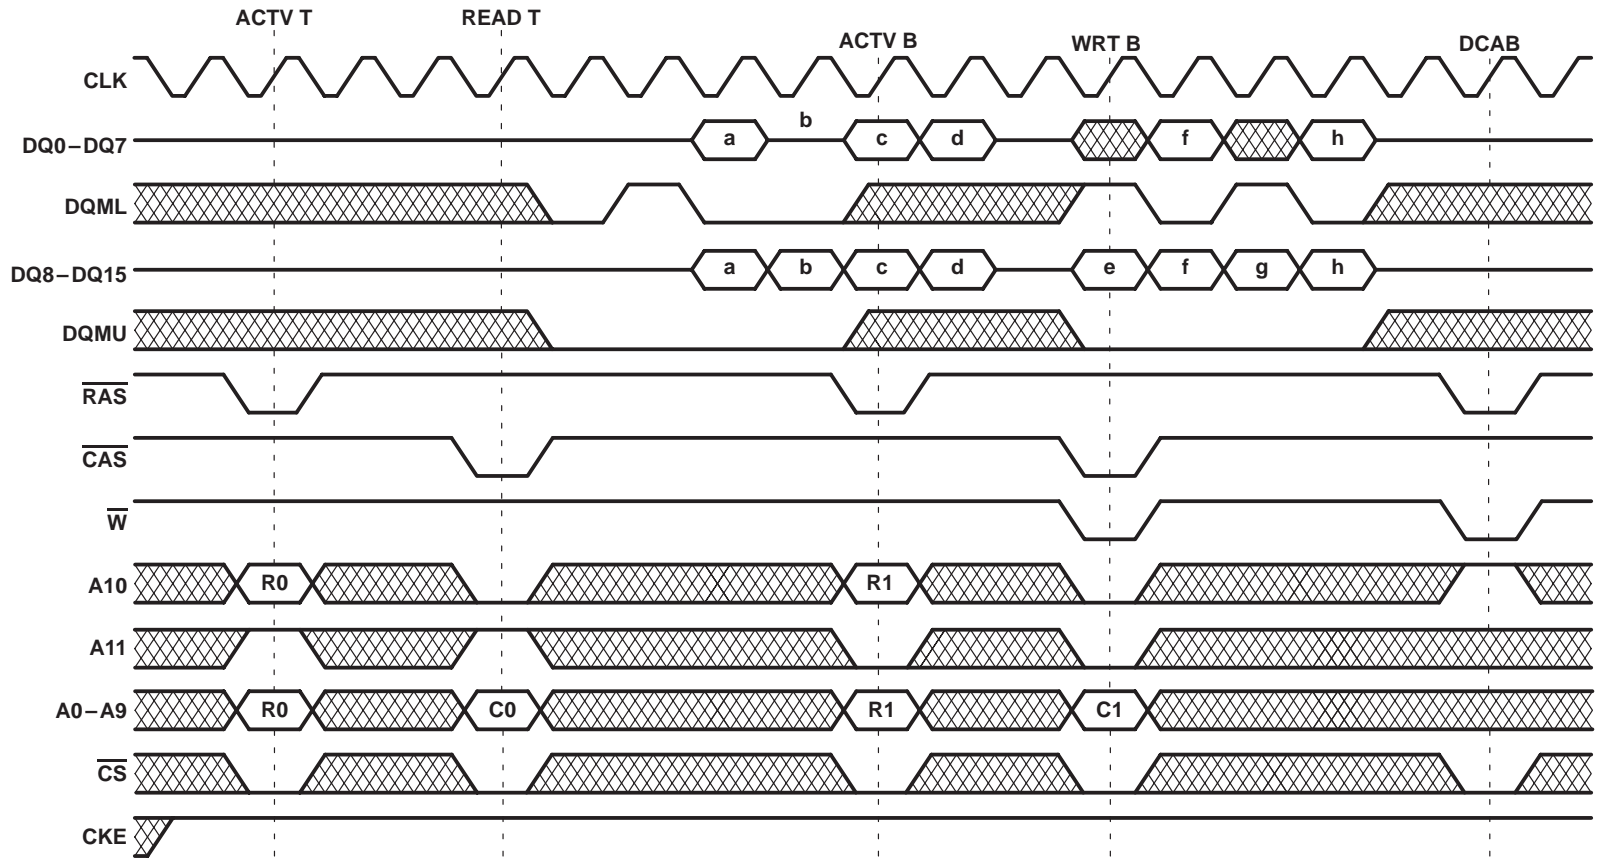 ACTV T READ T
ACTV B WRT B DCAB
CLK
b
DQ0–DQ7 a c d f h
DQML
DQ8–DQ15 a b c d e f g h
DQMU
RAS
CAS
W
A10 R0 R1
A11
A0–A9 R0 C0 R1 C1
CS
CKE